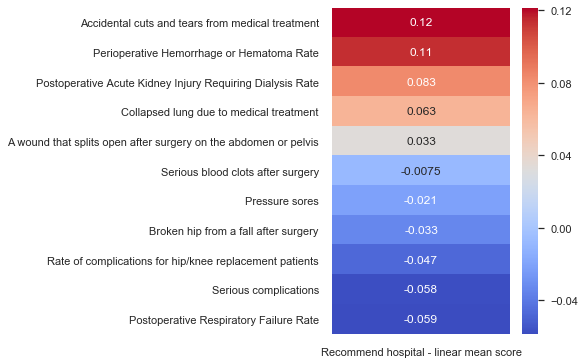 Accidental cuts and tears from medical treatment 0.12
Perioperative Hemorrhage or Hematoma Rate 0.11
Postoperative Acute Kidney Injury Requiring Dialysis Rate 0.083
Collapsed lung due to medical treatment 0.063
A wound that splits open after surgery on the abdomen or pelvis 0.033
Serious blood clots after surgery -0.0075
Pressure sores -0.021
Broken hip from a fall after surgery -0.033
Rate of complications for hip/knee replacement patients -0.047
Serious complications -0.058
Postoperative Respiratory Failure Rate -0.059
Recommend hospital - linear mean score
0.12
0.08
0.04
0.00
−0.04